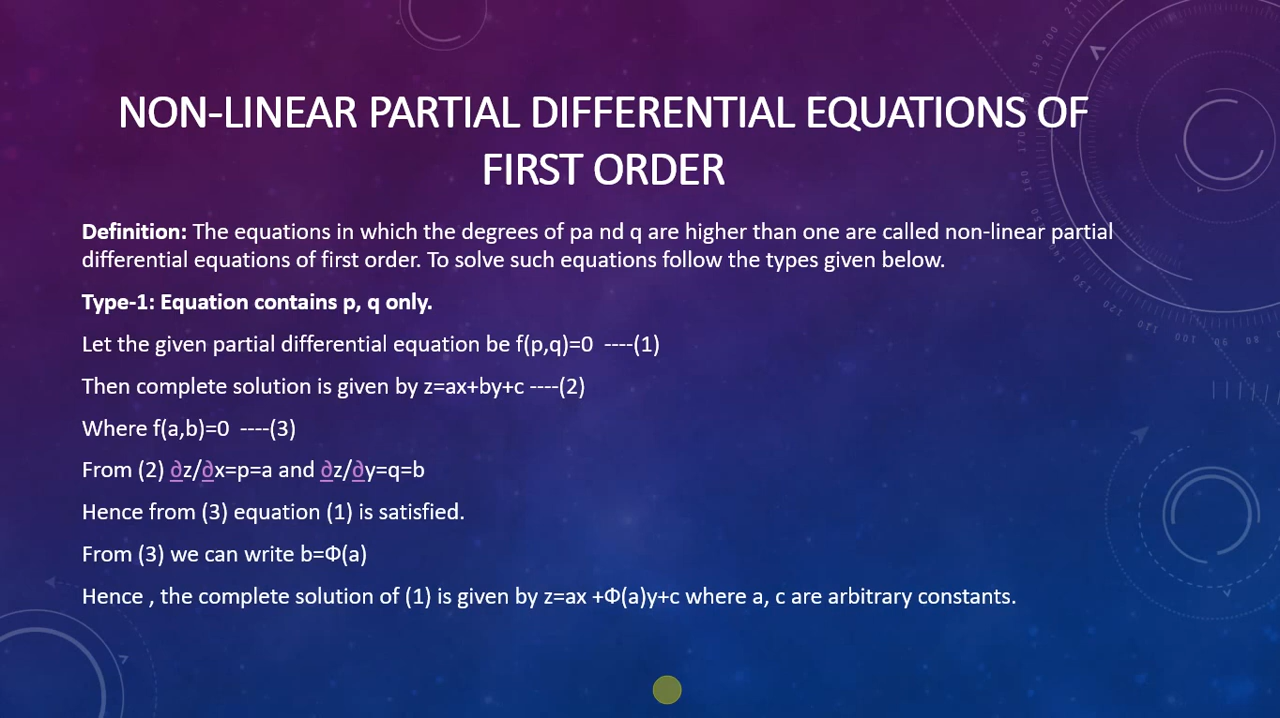 NON-LINEAR PARTIAL DIFFERENTIAL EQUATIONS OF
FIRST ORDER
Definition: The equations in which the degrees of pa nd q are higher than one are called non-linear partial
differential equations of first order. To solve such equations follow the types given below.
Type-1: Equation contains p, q only.
Let the given partial differential equation be f(p,q)=0 ----(1)
Then complete solution is given by z=ax+by+c ----(2)
Where f(a,b)=0 ----(3)
From (2) ∂z/∂x=p=a and ∂z/∂y=q=b
Hence from (3) equation (1) is satisfied.
From (3) we can write b=Φ(a)
Hence , the complete solution of (1) is given by z=ax +Φ(a)y+c where a, c are arbitrary constants.